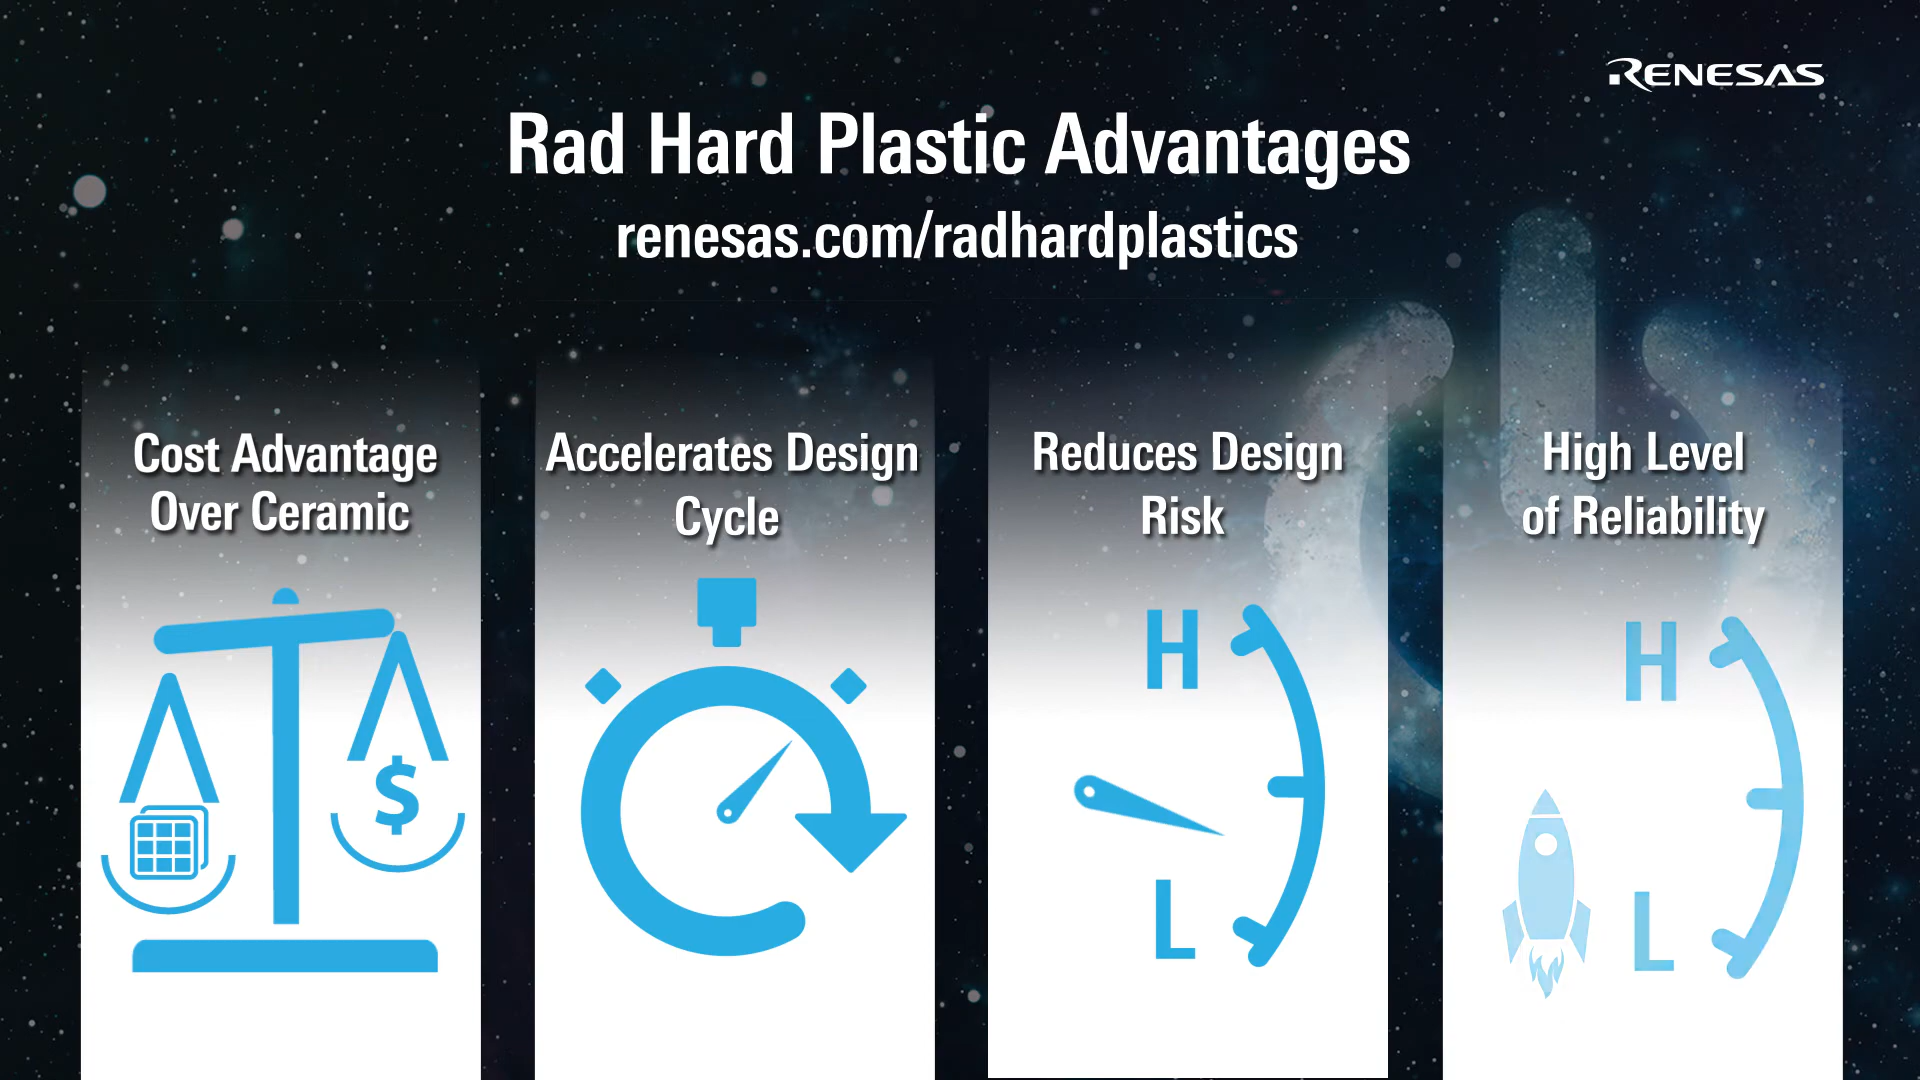 RENESAS
Rad Hard Plastic Advantages
renesas.com/radhardplastics
Cost Advantage
Over Ceramic
$
Accelerates Design
Cycle
Reduces Design
Risk
H
L
High Level
of Reliability
H
L